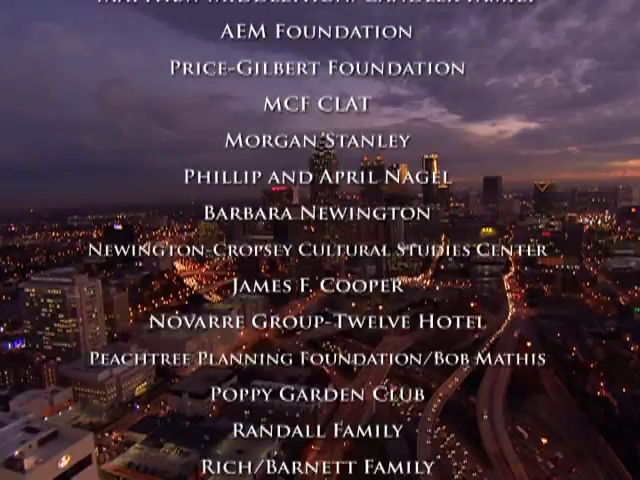 AEM Foundation
Price-Gilbert Foundation
MCF CLAT
Morgan Stanley
Phillip and April Nagel
Barbara Newington
Newington-Cropsey Cultural Studies Center
James F. Cooper
Novarre Group-Twelve Hotel
Peachtree Planning Foundation/Bob Mathis
Poppy Garden Club
Randall Family
Rich/Barnett Family